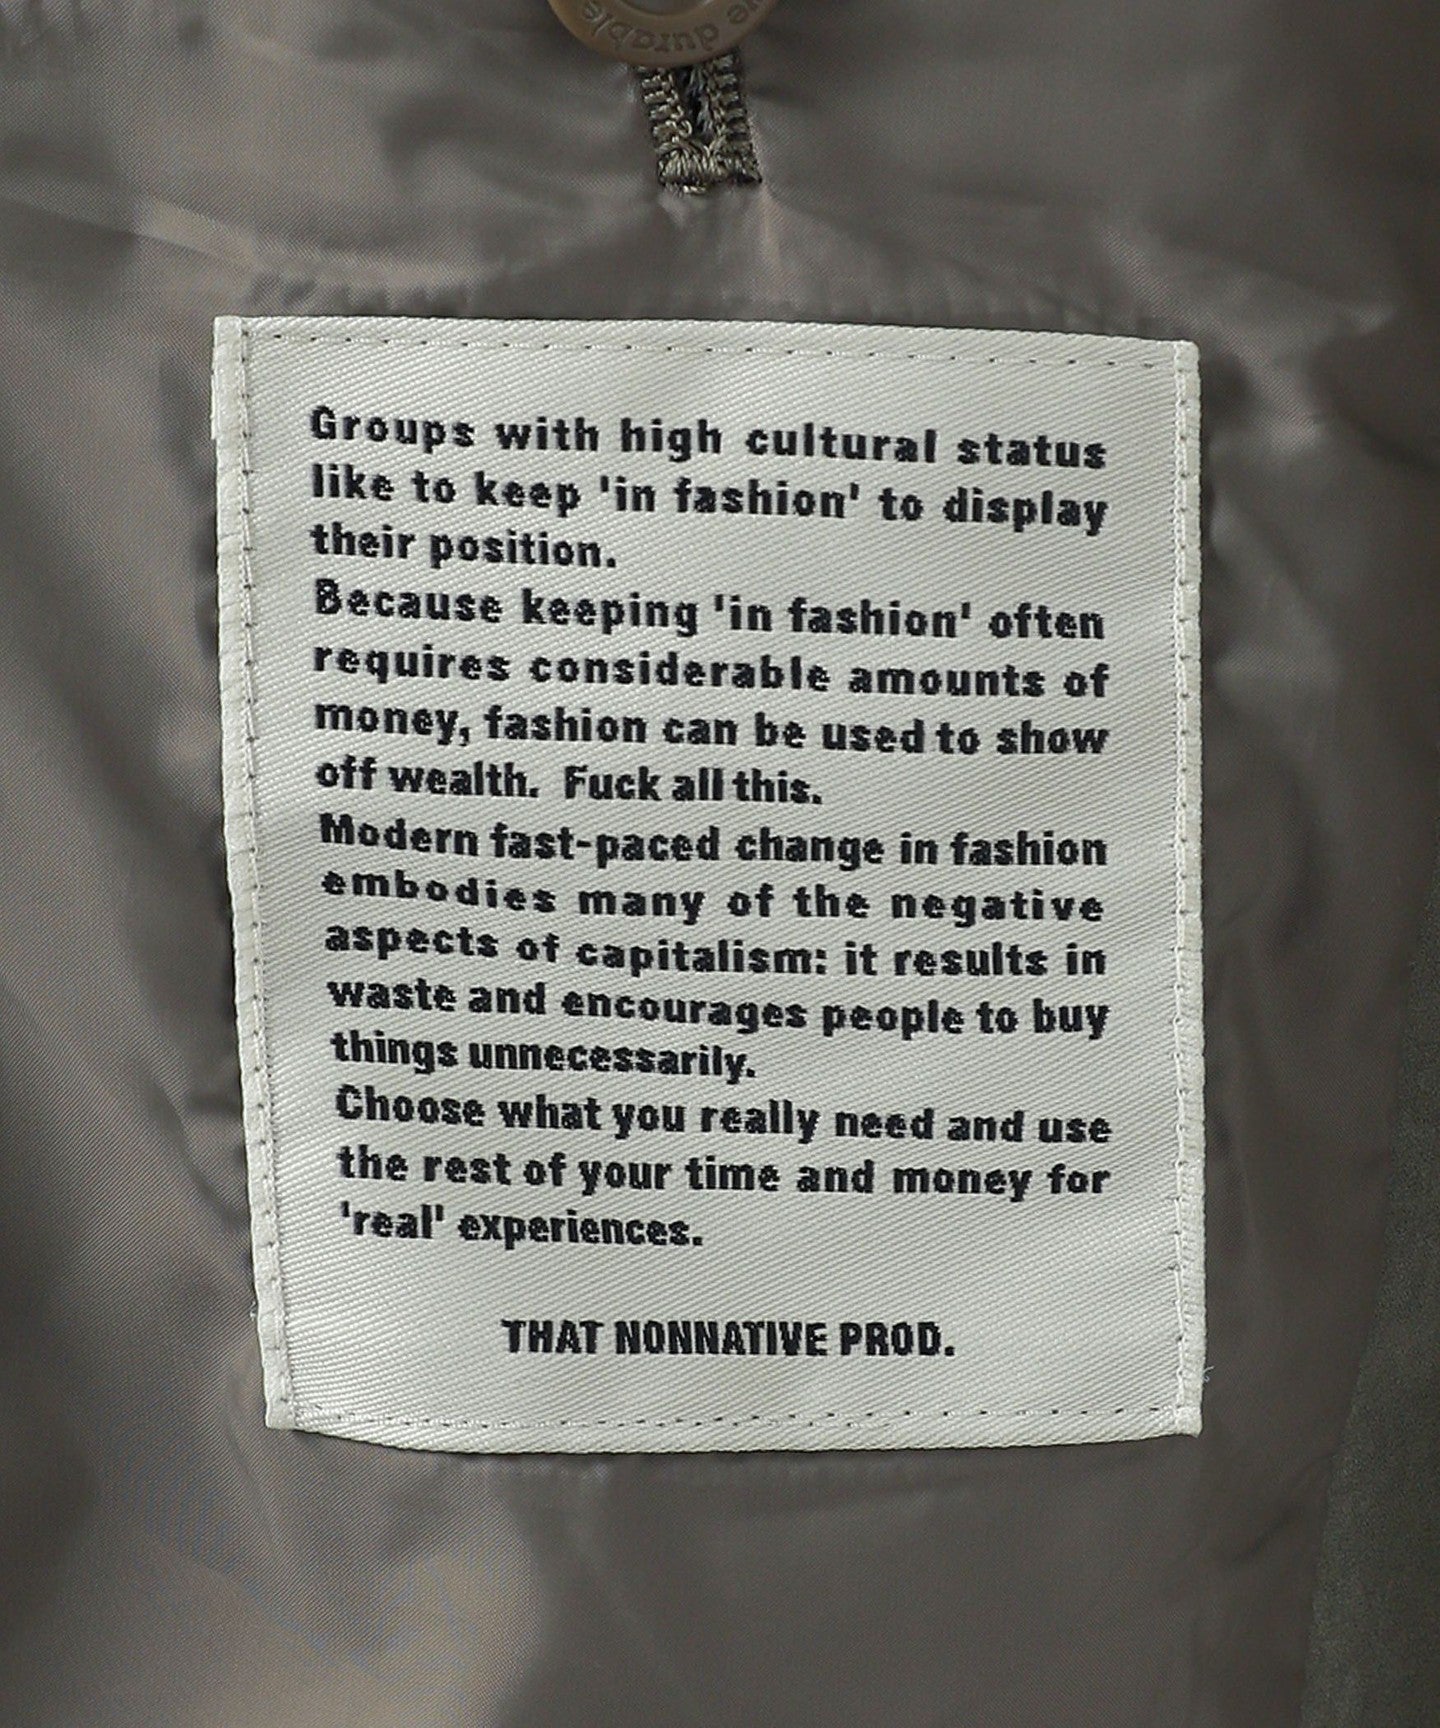 durable
Groups with high cultural status
like to keep 'in fashion' to display
their position.
Because keeping 'in fashion' often
requires considerable amounts of
money, fashion can be used to show
off wealth. Fuck all this.
Modern fast-paced change in fashion
embodies many of the negative
aspects of capitalism: it results in
waste and encourages people to buy
things unnecessarily.
Choose what you really need and use
the rest of your time and money for
'real' experiences.
THAT NONNATIVE PROD.